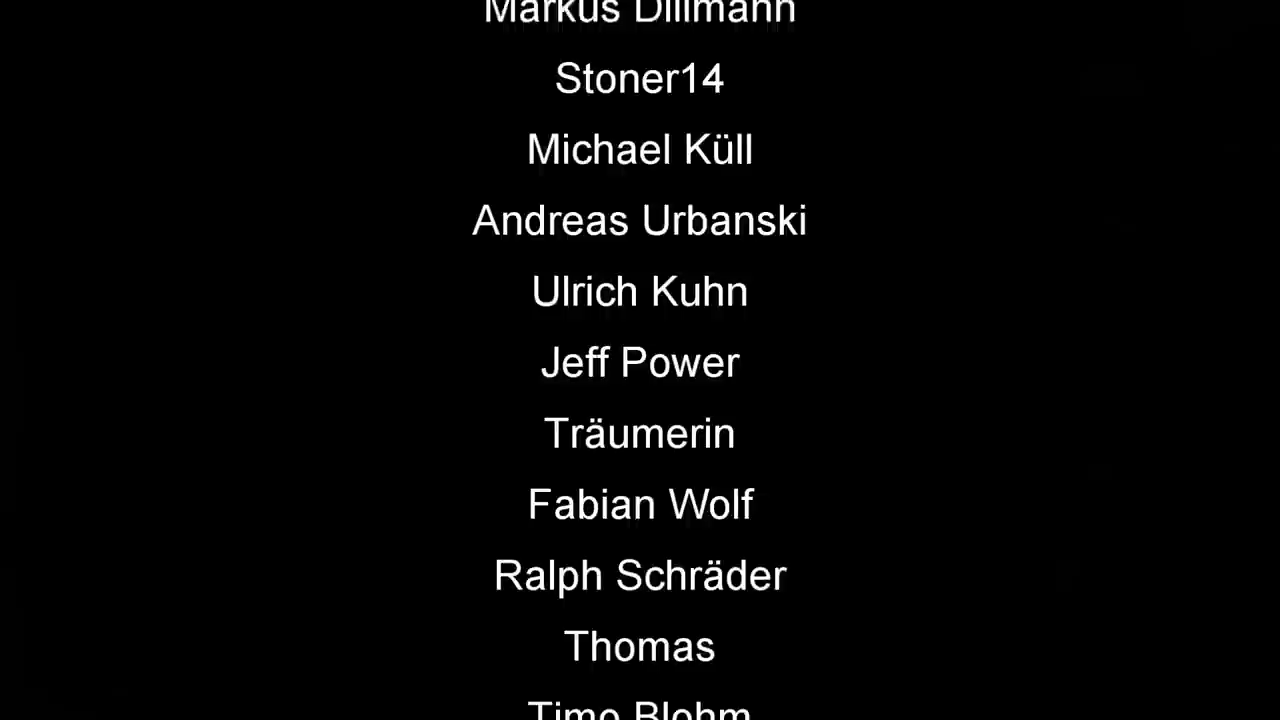 Markus Dillmann
Stoner14
Michael Küll
Andreas Urbanski
Ulrich Kuhn
Jeff Power
Träumerin
Fabian Wolf
Ralph Schräder
Thomas
Timo Blohm